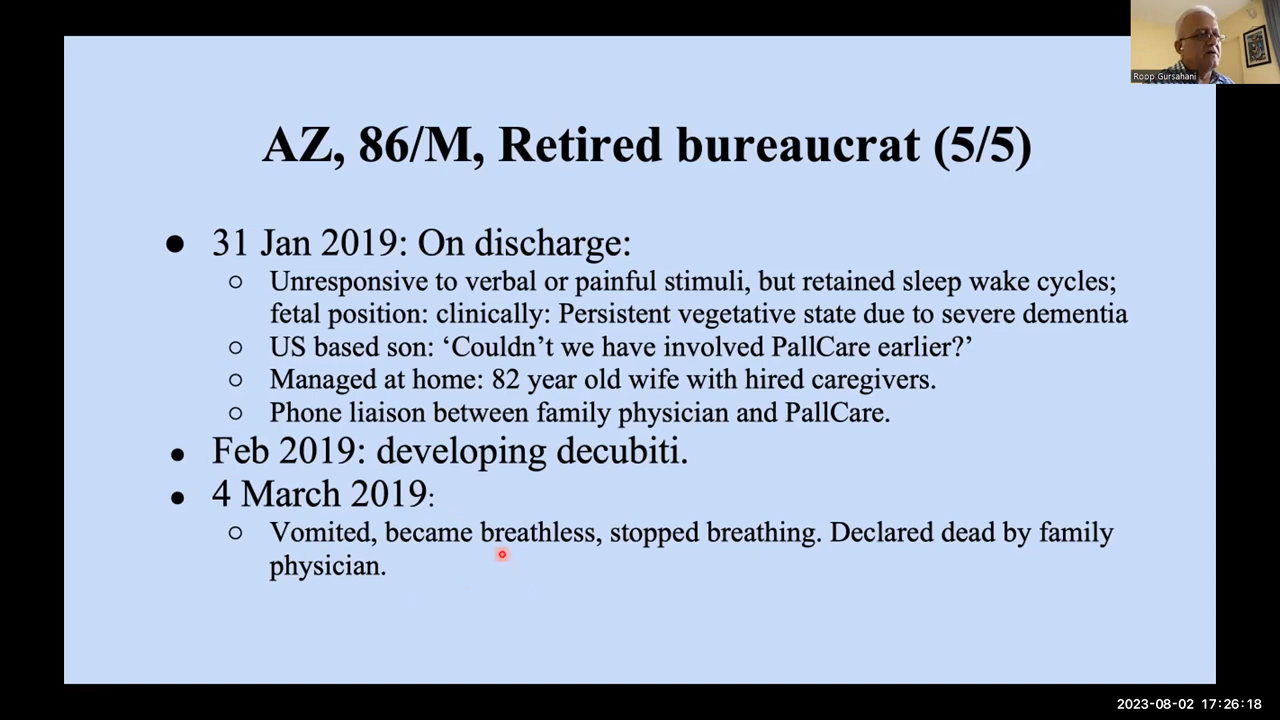 Roop Gursahani
AZ, 86/M, Retired bureaucrat (5/5)
● 31 Jan 2019: On discharge:
○ Unresponsive to verbal or painful stimuli, but retained sleep wake cycles;
fetal position: clinically: Persistent vegetative state due to severe dementia
○ US based son: ‘Couldn’t we have involved PallCare earlier?’
○ Managed at home: 82 year old wife with hired caregivers.
○ Phone liaison between family physician and PallCare.
● Feb 2019: developing decubiti.
● 4 March 2019:
○ Vomited, became breathless, stopped breathing. Declared dead by family
physician.
2023-08-02 17:26:18